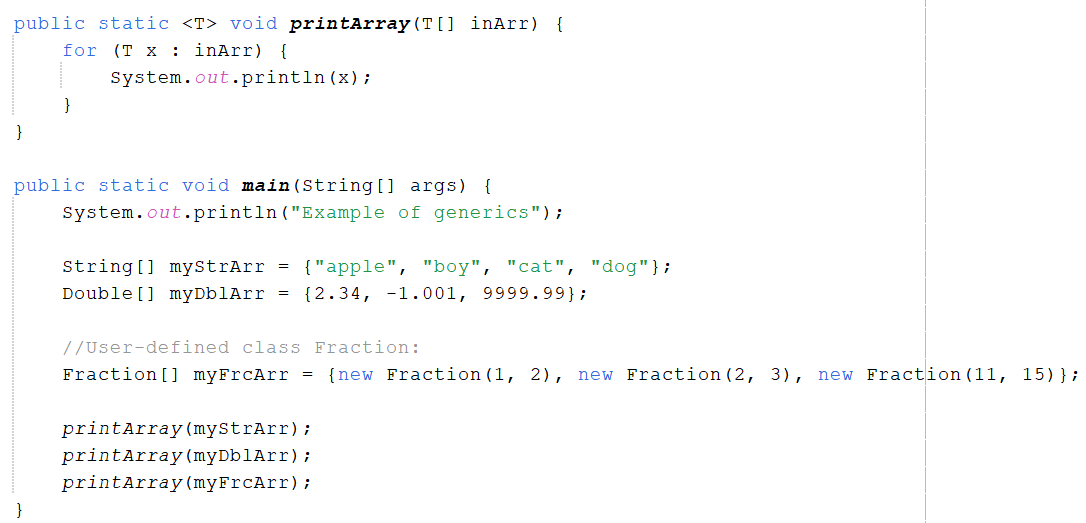 public static <T> void printArray(T[] inArr) {
    for (T x : inArr) {
        System.out.println(x);
    }
}

public static void main(String[] args) {
    System.out.println("Example of generics");

    String[] myStrArr = {"apple", "boy", "cat", "dog"};
    Double[] myDblArr = {2.34, -1.001, 9999.99};

    //User-defined class Fraction:
    Fraction[] myFrcArr = {new Fraction(1, 2), new Fraction(2, 3), new Fraction(11, 15)};

    printArray(myStrArr);
    printArray(myDblArr);
    printArray(myFrcArr);
}